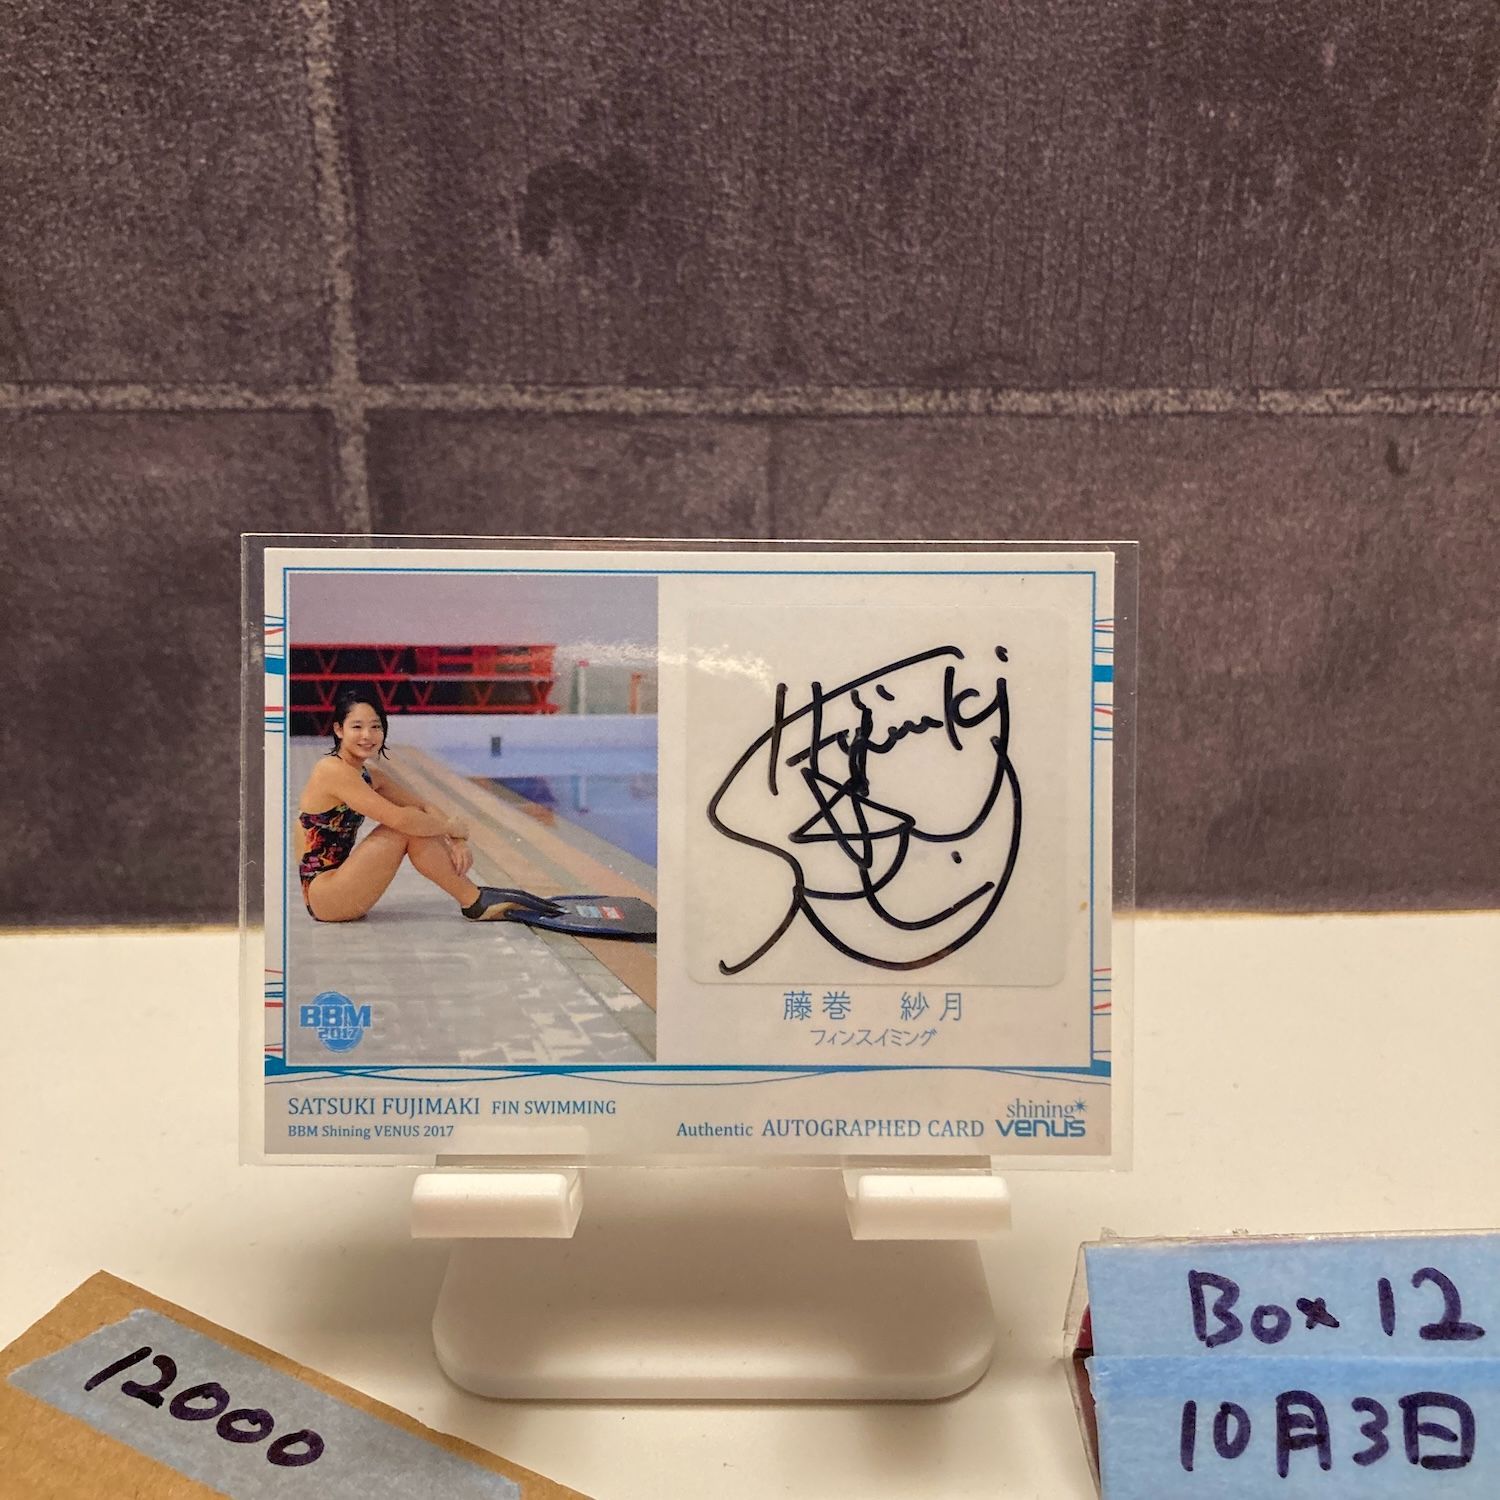 Fujimaki
藤巻 紗月
フィンスイミング
BBM
2017
SATSUKI FUJIMAKI FIN SWIMMING
BBM Shining VENUS 2017
Authentic AUTOGRAPHED CARD
shining
venus
12000
Box 12
10月3日